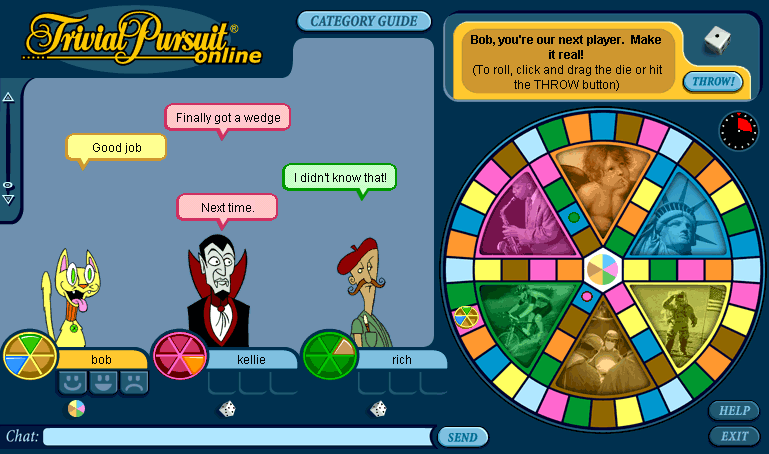 Trivial Pursuit®
online
CATEGORY GUIDE
Bob, you're our next player. Make
it real!
(To roll, click and drag the die or hit
the THROW button)
THROW!
Finally got a wedge
Good job
I didn't know that!
Next time.
bob
kellie
rich
Chat:
SEND
HELP
EXIT